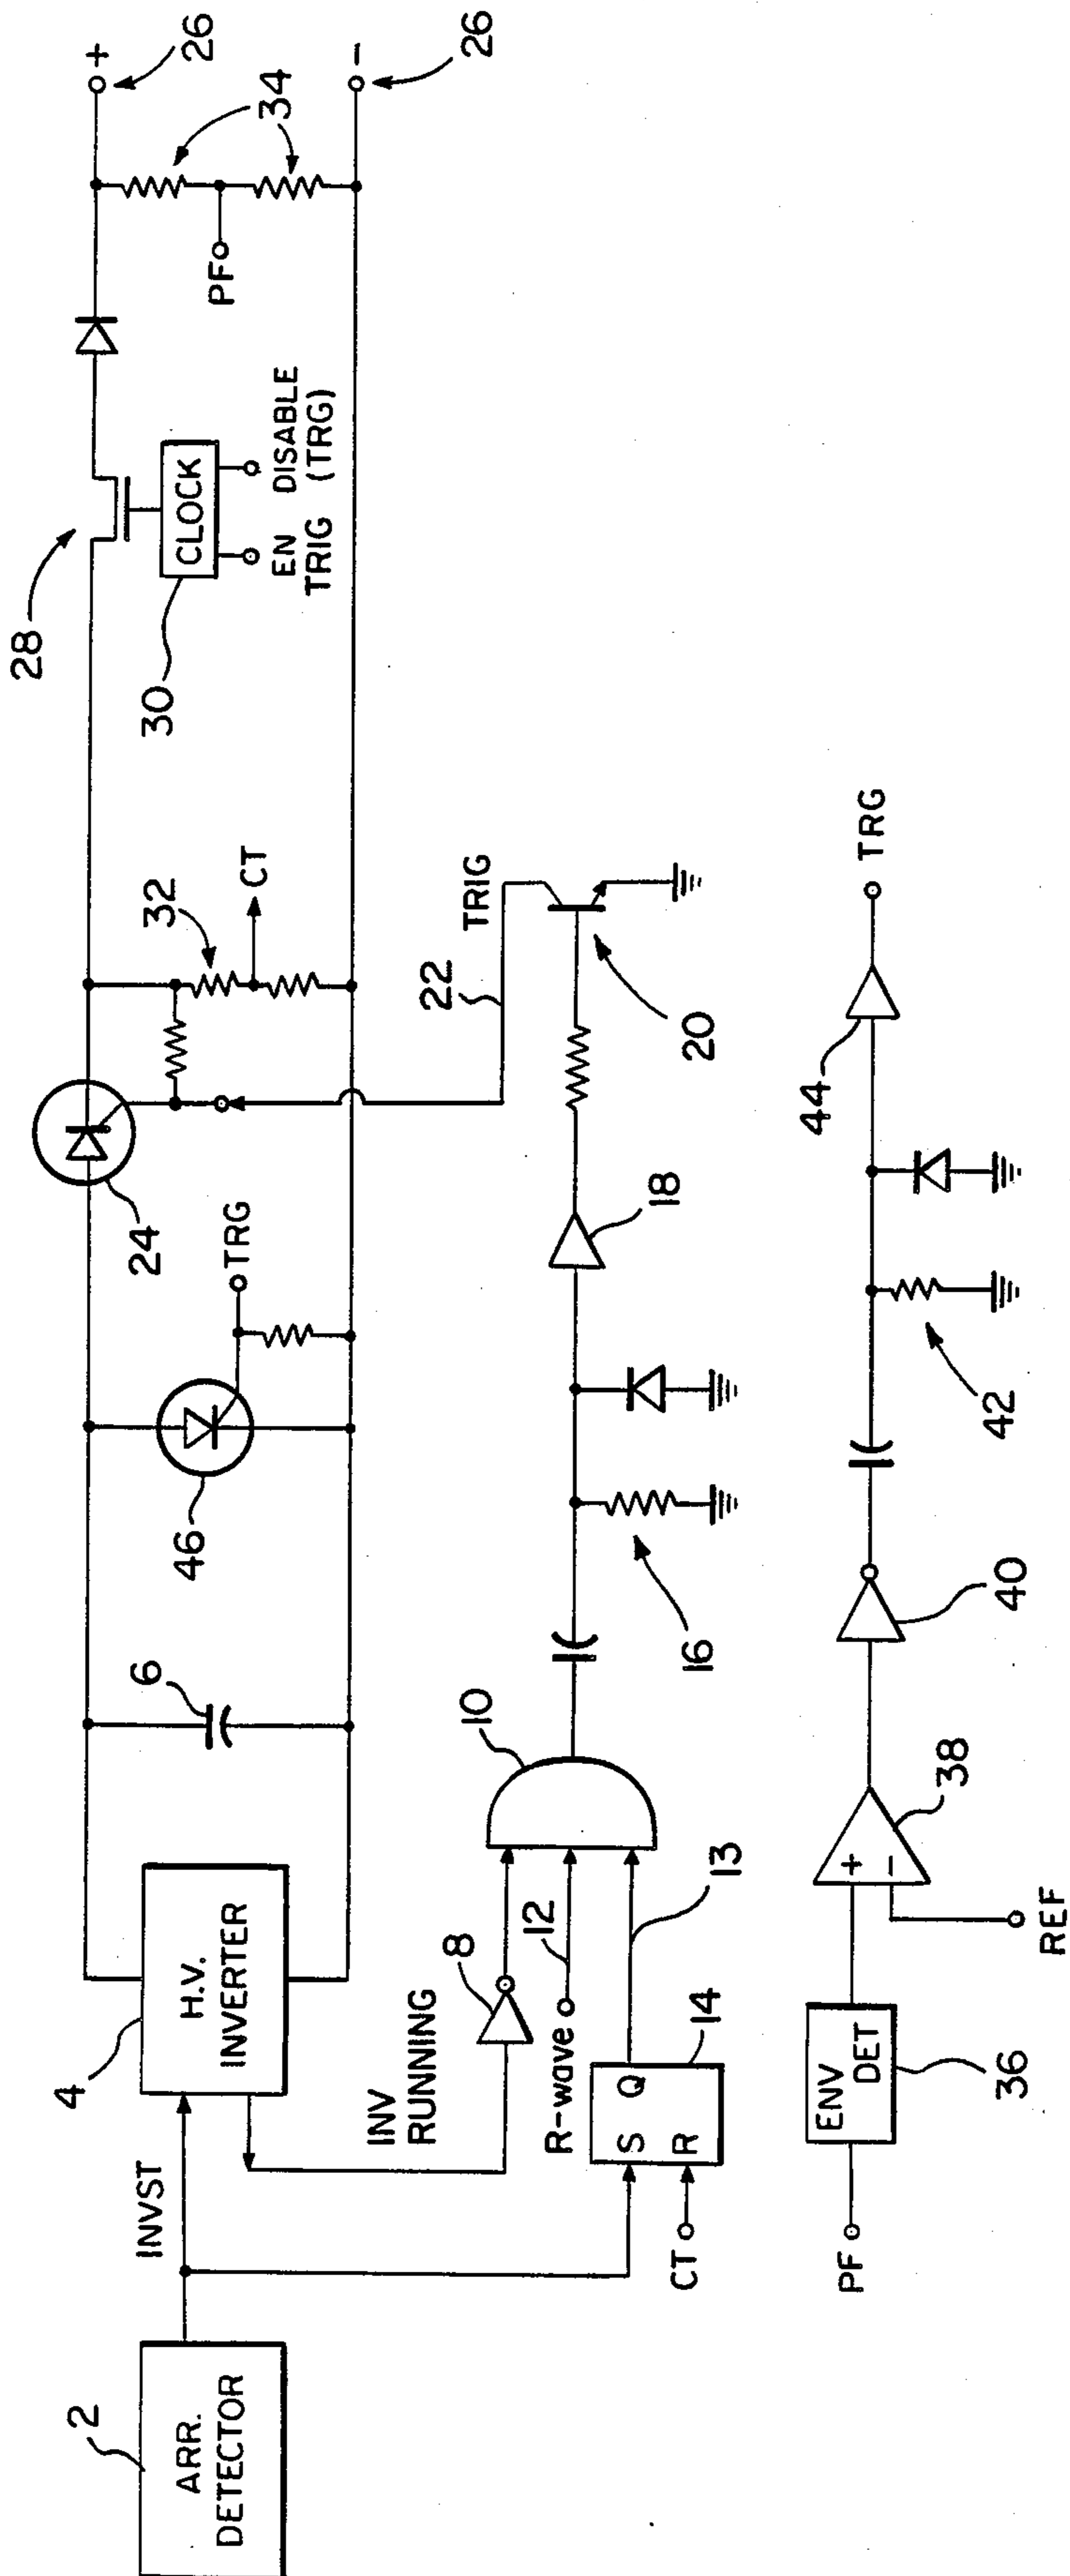 2
ARR.
DETECTOR
INVST
4
H.V.
INVERTER
6
46
TRG
24
32
CT
28
CLOCK
30
EN
TRIG
DISABLE
(TRG)
PF
34
+
26
−
26
INV
RUNNING
8
R-wave
12
10
S
Q
R
14
13
CT
16
18
20
22
TRIG
PF
ENV
DET
36
+
−
REF
38
40
42
44
TRG